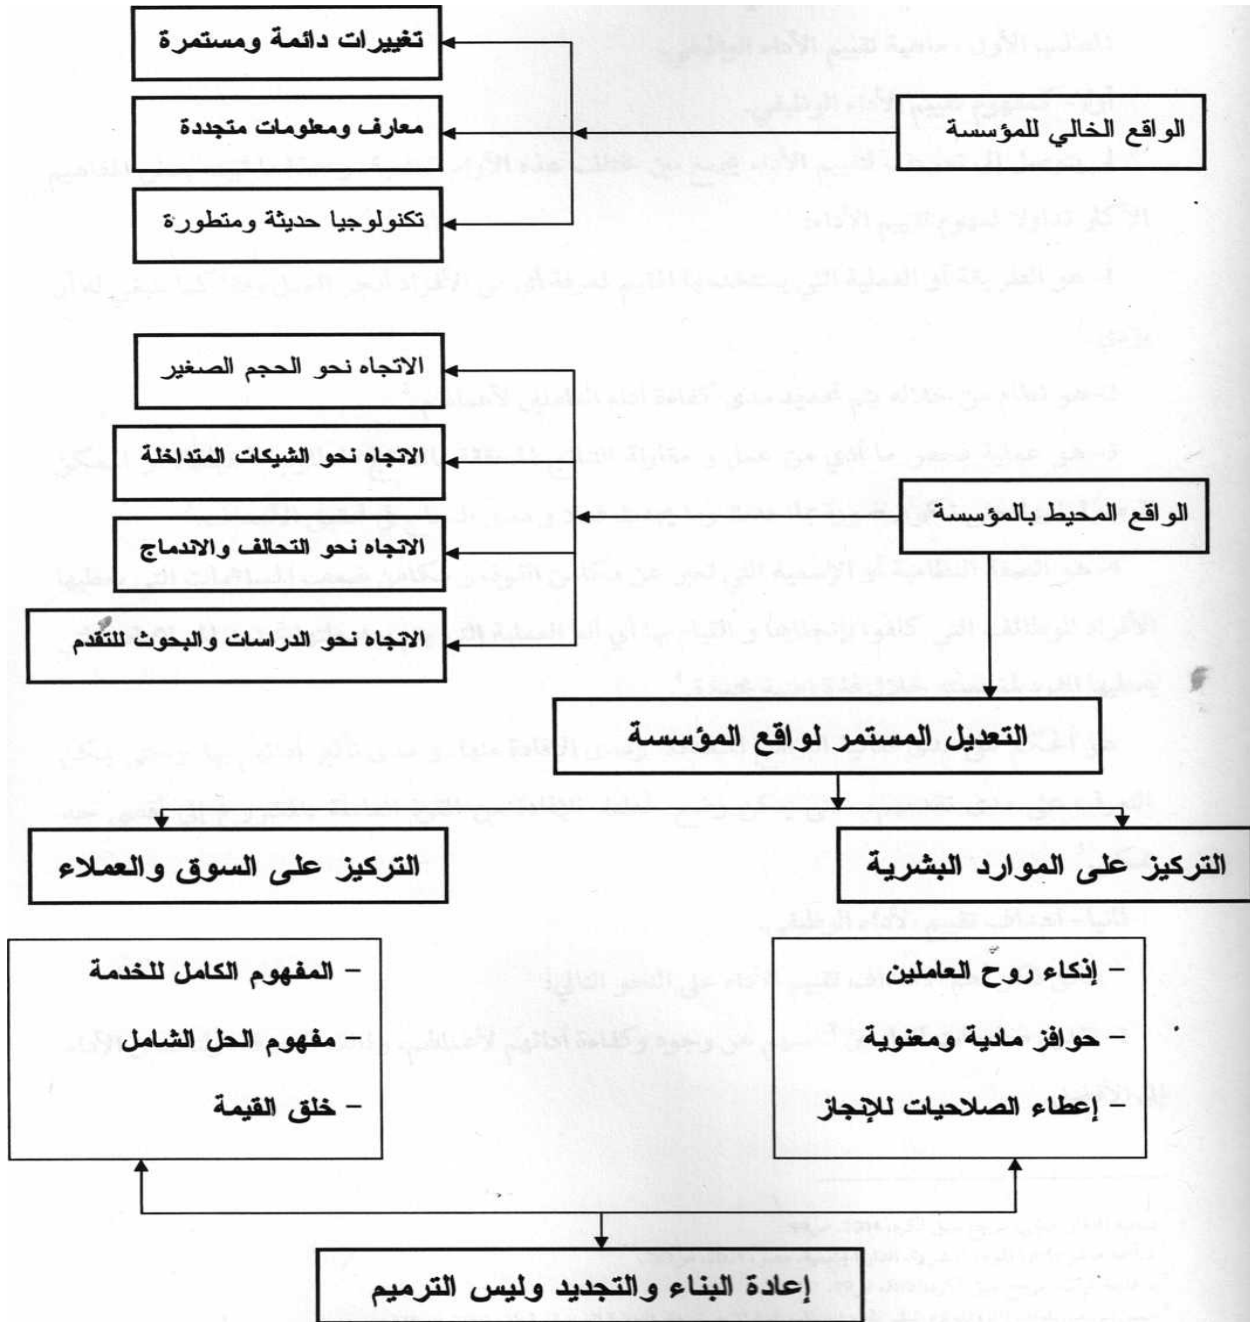 تغييرات دائمة ومستمرة
الواقع الخالي للمؤسسة
معارف ومعلومات متجددة
تكنولوجيا حديثة ومتطورة
الاتجاه نحو الحجم الصغير
الاتجاه نحو الشيكات المتداخلة
الواقع المحيط بالمؤسسة
الاتجاه نحو التحالف والاندماج
الاتجاه نحو الدراسات والبحوث للتقدم
التعديل المستمر لواقع المؤسسة
التركيز على الموارد البشرية
التركيز على السوق والعملاء
– إذكاء روح العاملين
– حوافز مادية ومعنوية
– إعطاء الصلاحيات للإنجاز
– المفهوم الكامل للخدمة
– مفهوم الحل الشامل
– خلق القيمة
إعادة البناء والتجديد وليس الترميم